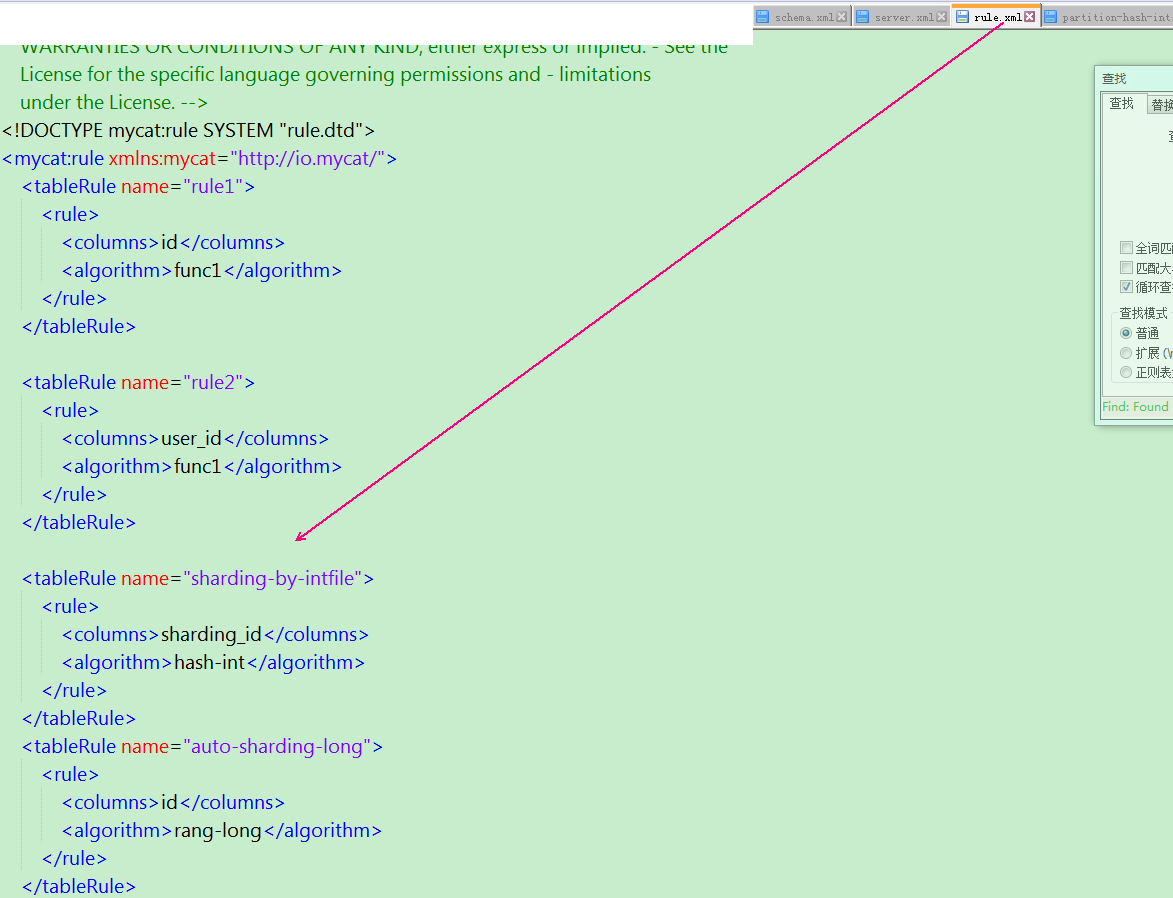 schema.xml server.xml rule.xml partition-hash-int.
WARRANTIES OR CONDITIONS OF ANY KIND, either express or implied. - See the
License for the specific language governing permissions and - limitations
under the License. -->
<!DOCTYPE mycat:rule SYSTEM "rule.dtd">
<mycat:rule xmlns:mycat="http://io.mycat/">
<tableRule name="rule1">
<rule>
<columns>id</columns>
<algorithm>func1</algorithm>
</rule>
</tableRule>
<tableRule name="rule2">
<rule>
<columns>user_id</columns>
<algorithm>func1</algorithm>
</rule>
</tableRule>
<tableRule name="sharding-by-intfile">
<rule>
<columns>sharding_id</columns>
<algorithm>hash-int</algorithm>
</rule>
</tableRule>
<tableRule name="auto-sharding-long">
<rule>
<columns>id</columns>
<algorithm>rang-long</algorithm>
</rule>
</tableRule>
查找
查找 替换
全词匹
匹配大
循环查
查找模式
普通
扩展 (\
正则表
Find: Found